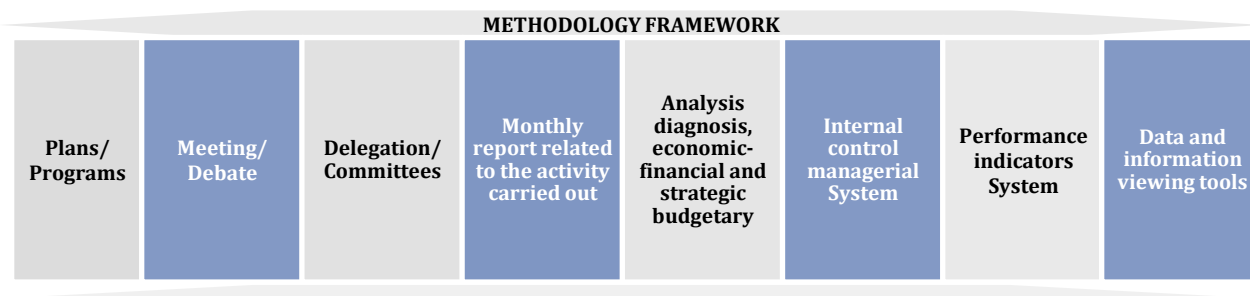 METHODOLOGY FRAMEWORK
Plans/
Programs
Meeting/
Debate
Delegation/
Committees
Monthly
report related
to the activity
carried out
Analysis
diagnosis,
economic-
financial and
strategic
budgetary
Internal
control
managerial
System
Performance
indicators
System
Data and
information
viewing tools